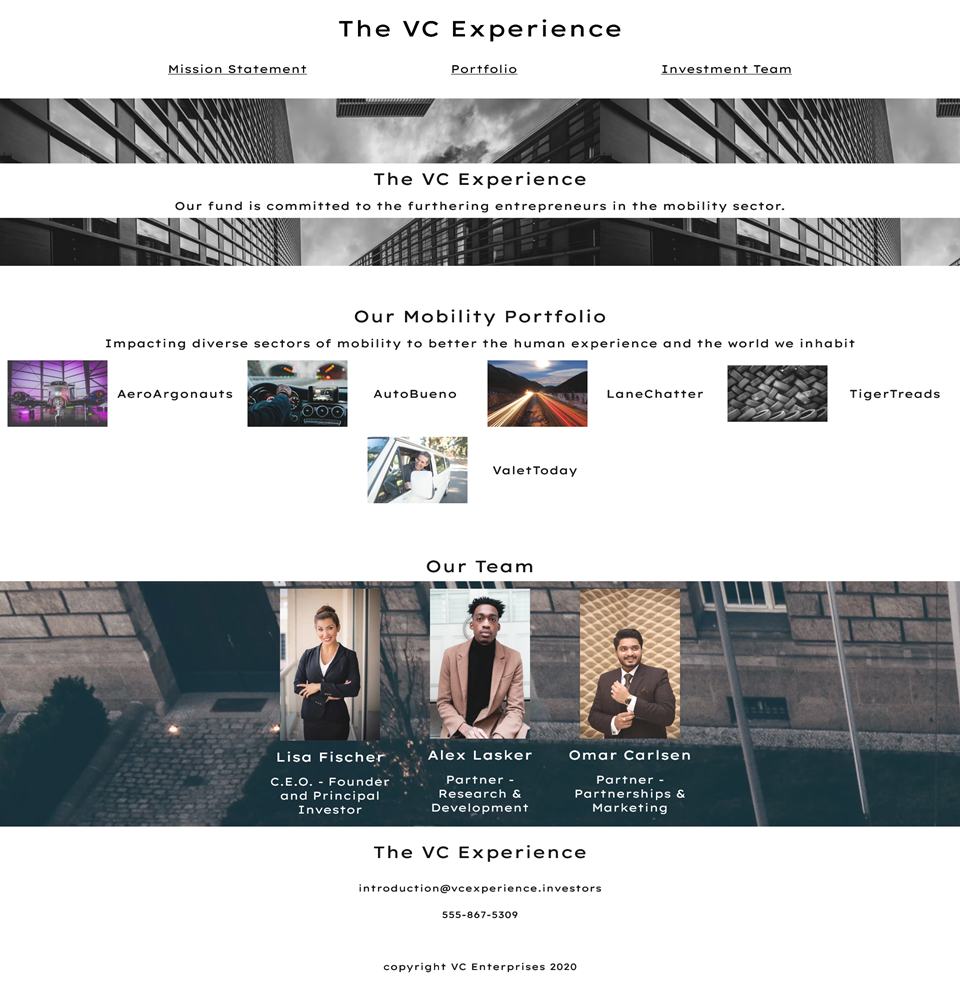 The VC Experience
Mission Statement
Portfolio
Investment Team
The VC Experience
Our fund is committed to the furthering entrepreneurs in the mobility sector.
Our Mobility Portfolio
Impacting diverse sectors of mobility to better the human experience and the world we inhabit
AeroArgonauts
AutoBueno
LaneChatter
TigerTreads
ValetToday
Our Team
Lisa Fischer
C.E.O. - Founder
and Principal
Investor
Alex Lasker
Partner -
Research &
Development
Omar Carlsen
Partner -
Partnerships &
Marketing
The VC Experience
introduction@vcexperience.investors
555-867-5309
copyright VC Enterprises 2020